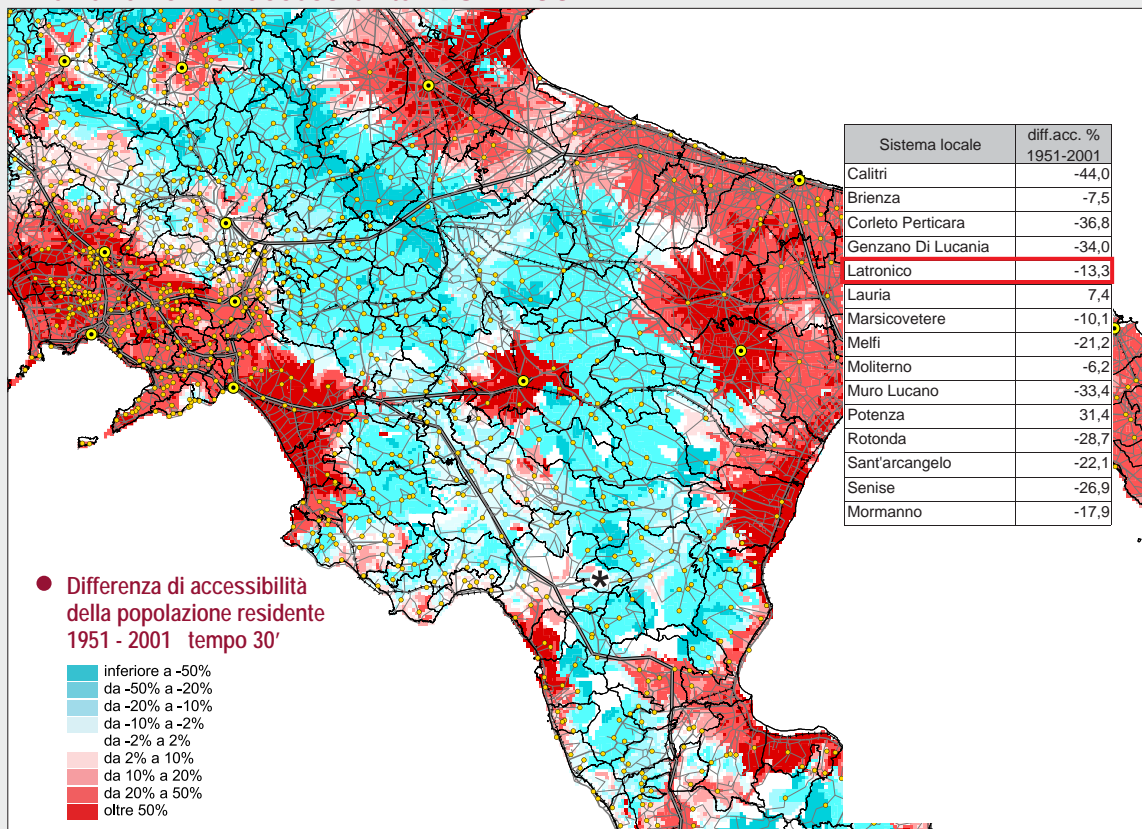 Sistema locale diff.acc. % 1951-2001
Calitri -44,0
Brienza -7,5
Corleto Perticara -36,8
Genzano Di Lucania -34,0
Latronico -13,3
Lauria 7,4
Marsicovetere -10,1
Melfi -21,2
Moliterno -6,2
Muro Lucano -33,4
Potenza 31,4
Rotonda -28,7
Sant'arcangelo -22,1
Senise -26,9
Mormanno -17,9
*
● Differenza di accessibilità
della popolazione residente
1951 - 2001 tempo 30'
inferiore a -50%
da -50% a -20%
da -20% a -10%
da -10% a -2%
da -2% a 2%
da 2% a 10%
da 10% a 20%
da 20% a 50%
oltre 50%